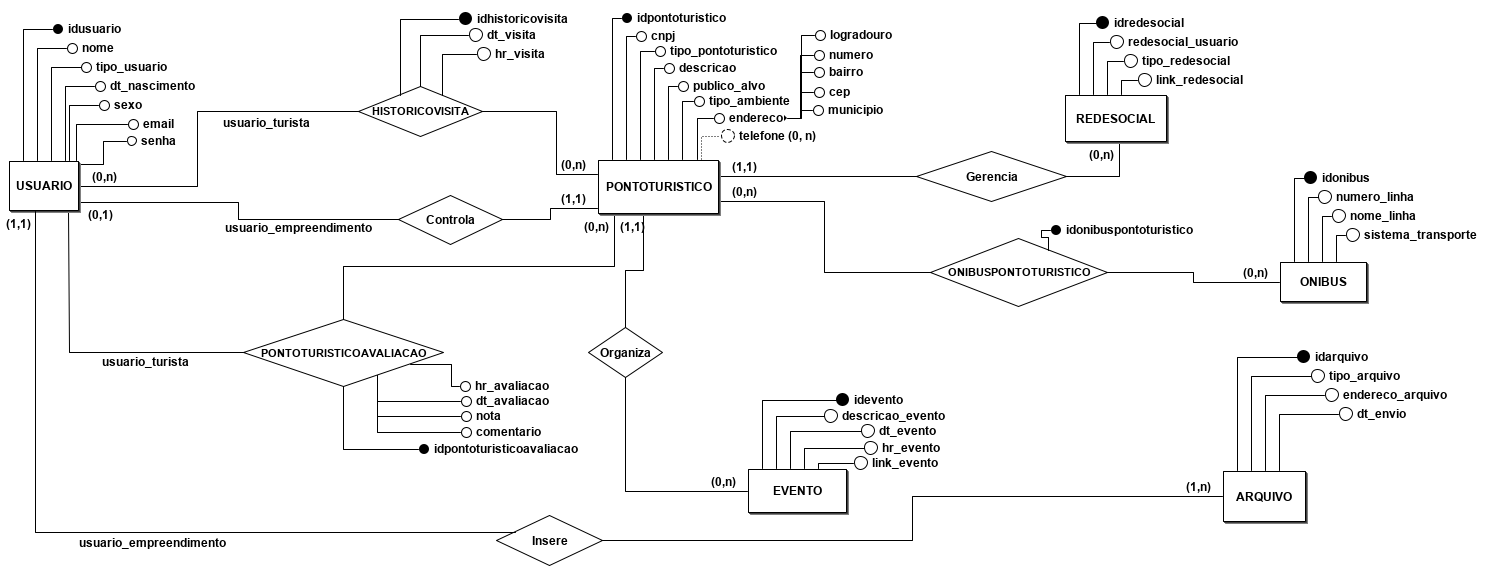 idusuario
nome
tipo_usuario
dt_nascimento
sexo
email
senha
USUARIO
(0,n)
(0,1)
(1,1)
usuario_turista
idhistoricovisita
dt_visita
hr_visita
HISTORICOVISITA
(0,n)
usuario_empreendimento
Controla
(1,1)
idpontoturistico
cnpj
tipo_pontoturistico
descricao
publico_alvo
tipo_ambiente
endereco
telefone (0, n)
logradouro
numero
bairro
cep
municipio
PONTOTURISTICO
(1,1)
(0,n)
(0,n)
(1,1)
Gerencia
idredesocial
redesocial_usuario
tipo_redesocial
link_redesocial
REDESOCIAL
(0,n)
idonibuspontoturistico
ONIBUSPONTOTURISTICO
(0,n)
idonibus
numero_linha
nome_linha
sistema_transporte
ONIBUS
usuario_turista
PONTOTURISTICOAVALIACAO
hr_avaliacao
dt_avaliacao
nota
comentario
idpontoturisticoavaliacao
Organiza
(0,n)
idevento
descricao_evento
dt_evento
hr_evento
link_evento
EVENTO
idarquivo
tipo_arquivo
endereco_arquivo
dt_envio
(1,n)
ARQUIVO
usuario_empreendimento
Insere